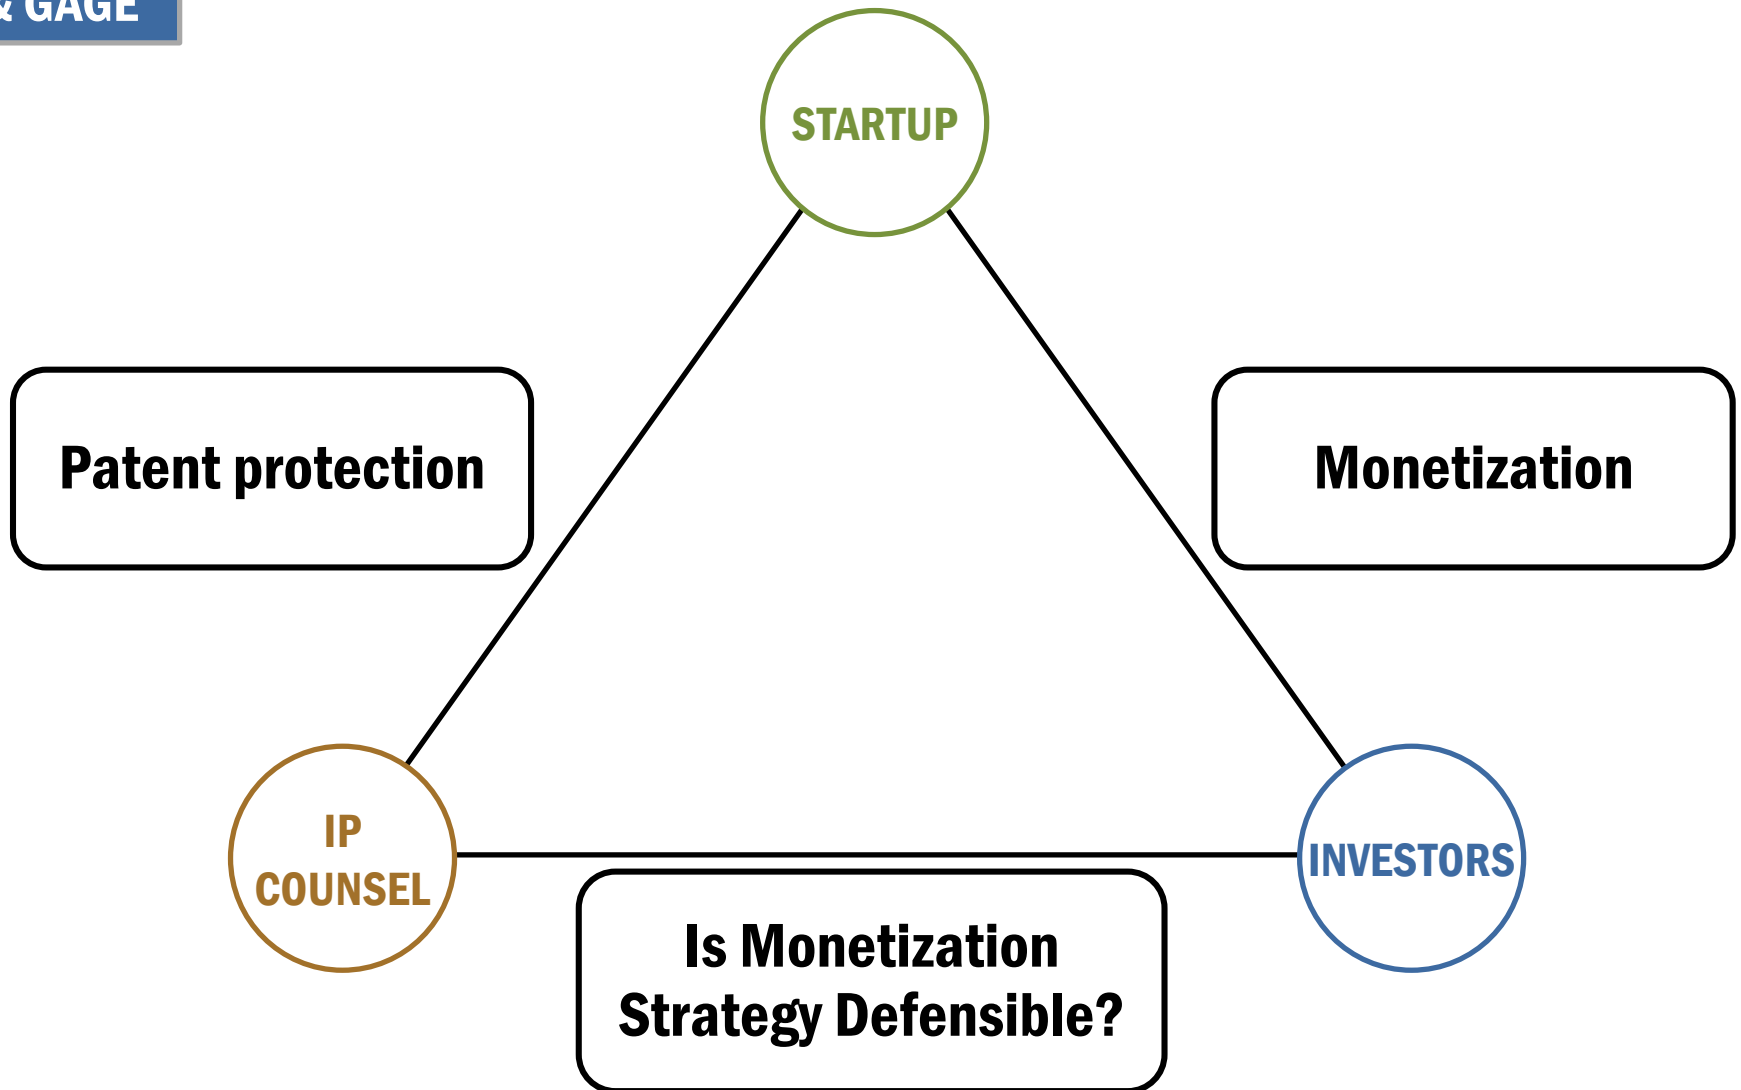 & GAGE
STARTUP
Patent protection
Monetization
IP
COUNSEL
INVESTORS
Is Monetization
Strategy Defensible?